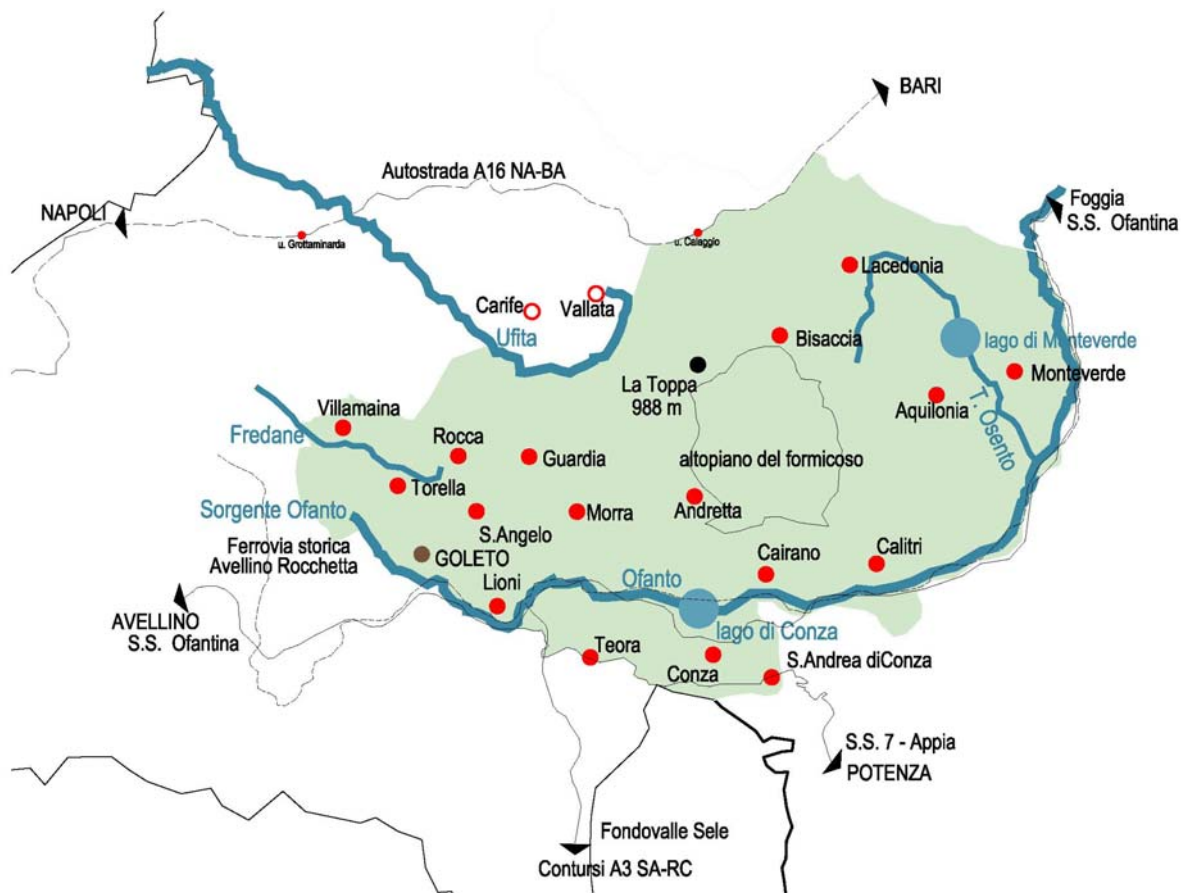 BARI
Autostrada A16 NA-BA
Foggia
S.S. Ofantina
NAPOLI
u. Grottaminarda
u. Calaggio
Lacedonia
Carife
Vallata
Ufita
Bisaccia
lago di Monteverde
Monteverde
La Toppa
988 m
Aquilonia
T. Osento
Villamaina
Fredane
Rocca
Guardia
altopiano del formicoso
Torella
Andretta
Sorgente Ofanto
S.Angelo
Morra
Ferrovia storica
Avellino Rocchetta
GOLETO
Lioni
Ofanto
Cairano
Calitri
AVELLINO
S.S. Ofantina
lago di Conza
Teora
Conza
S.Andrea diConza
S.S. 7 - Appia
POTENZA
Fondovalle Sele
Contursi A3 SA-RC